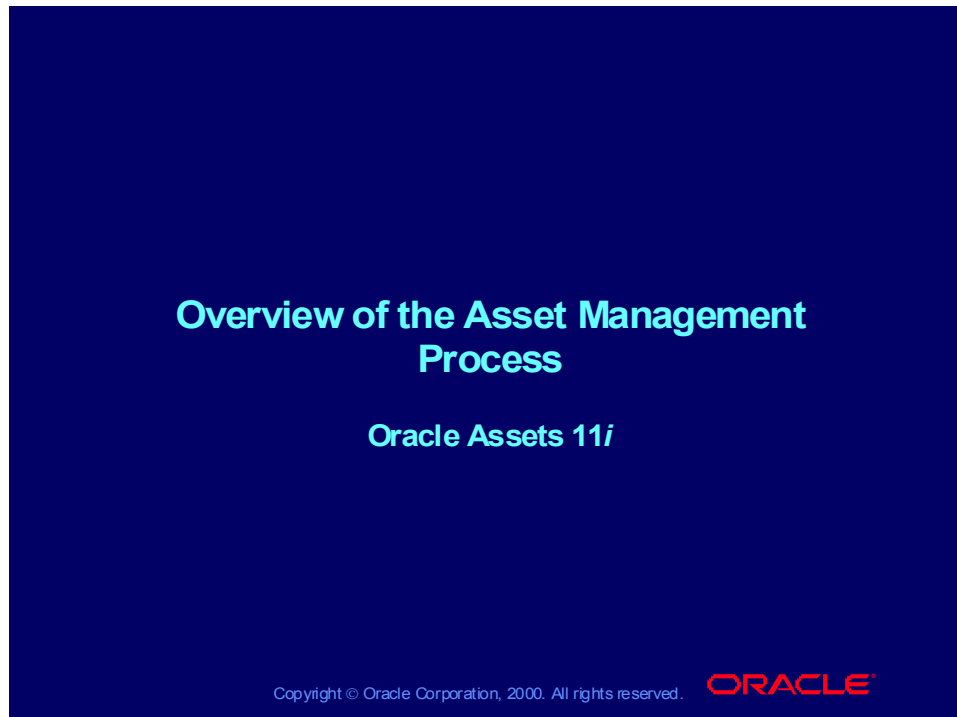 Overview of the Asset Management
Process
Oracle Assets 11i
Copyright © Oracle Corporation, 2000. All rights reserved.
ORACLE®